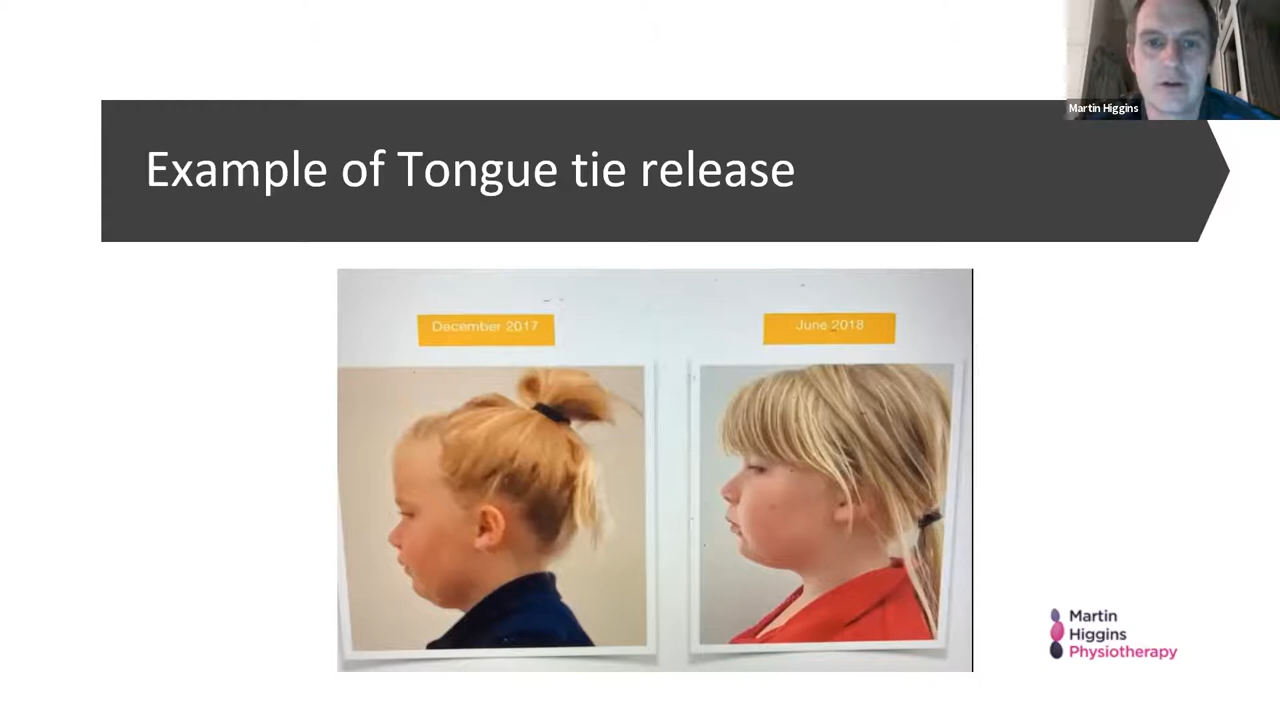 Martin Higgins
Example of Tongue tie release
December 2017
June 2018
Martin
Higgins
Physiotherapy